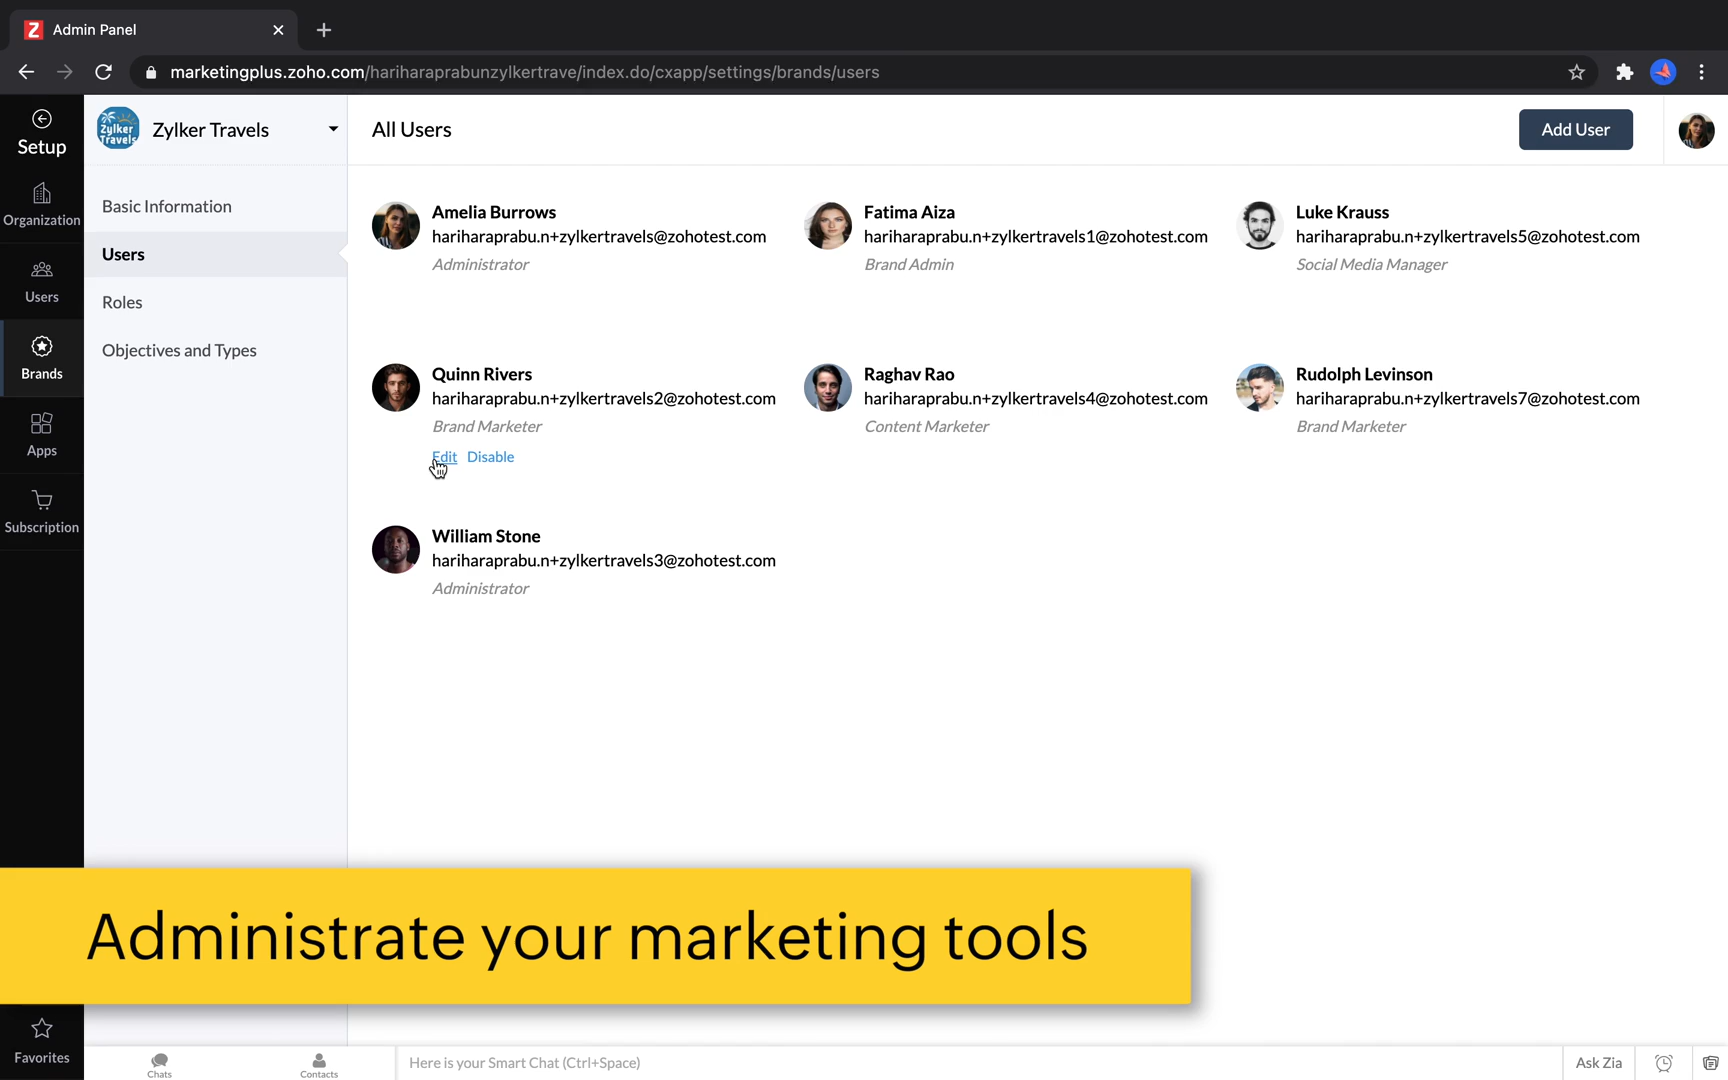 Admin Panel
marketingplus.zoho.com/hariharaprabunzylkertrave/index.do/cxapp/settings/brands/users
Setup
Organization
Users
Brands
Apps
Subscription
Favorites
Zylker
Travels
Zylker Travels
Basic Information
Users
Roles
Objectives and Types
All Users
Add User
Amelia Burrows
hariharaprabu.n+zylkertravels@zohotest.com
Administrator
Fatima Aiza
hariharaprabu.n+zylkertravels1@zohotest.com
Brand Admin
Luke Krauss
hariharaprabu.n+zylkertravels5@zohotest.com
Social Media Manager
Quinn Rivers
hariharaprabu.n+zylkertravels2@zohotest.com
Brand Marketer
Edit Disable
Raghav Rao
hariharaprabu.n+zylkertravels4@zohotest.com
Content Marketer
Rudolph Levinson
hariharaprabu.n+zylkertravels7@zohotest.com
Brand Marketer
William Stone
hariharaprabu.n+zylkertravels3@zohotest.com
Administrator
Administrate your marketing tools
Chats
Contacts
Here is your Smart Chat (Ctrl+Space)
Ask Zia